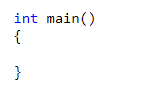 int main()
{
}